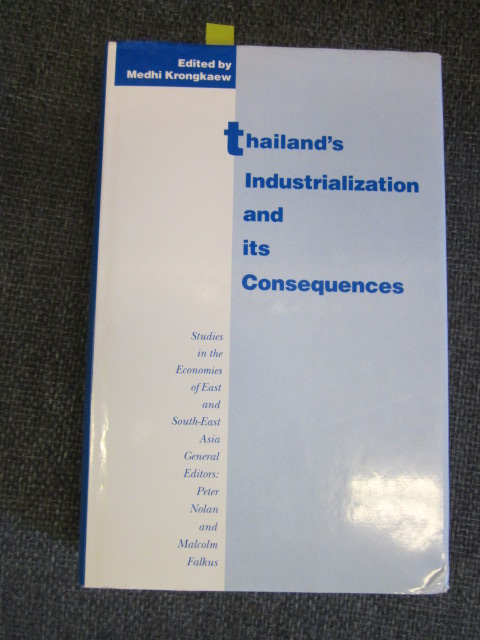 Edited by
Medhi Krongkaew
thailand's
Industrialization
and
its
Consequences
Studies
in the
Economies
of East
and
South-East
Asia
General
Editors:
Peter
Nolan
and
Malcolm
Falkus